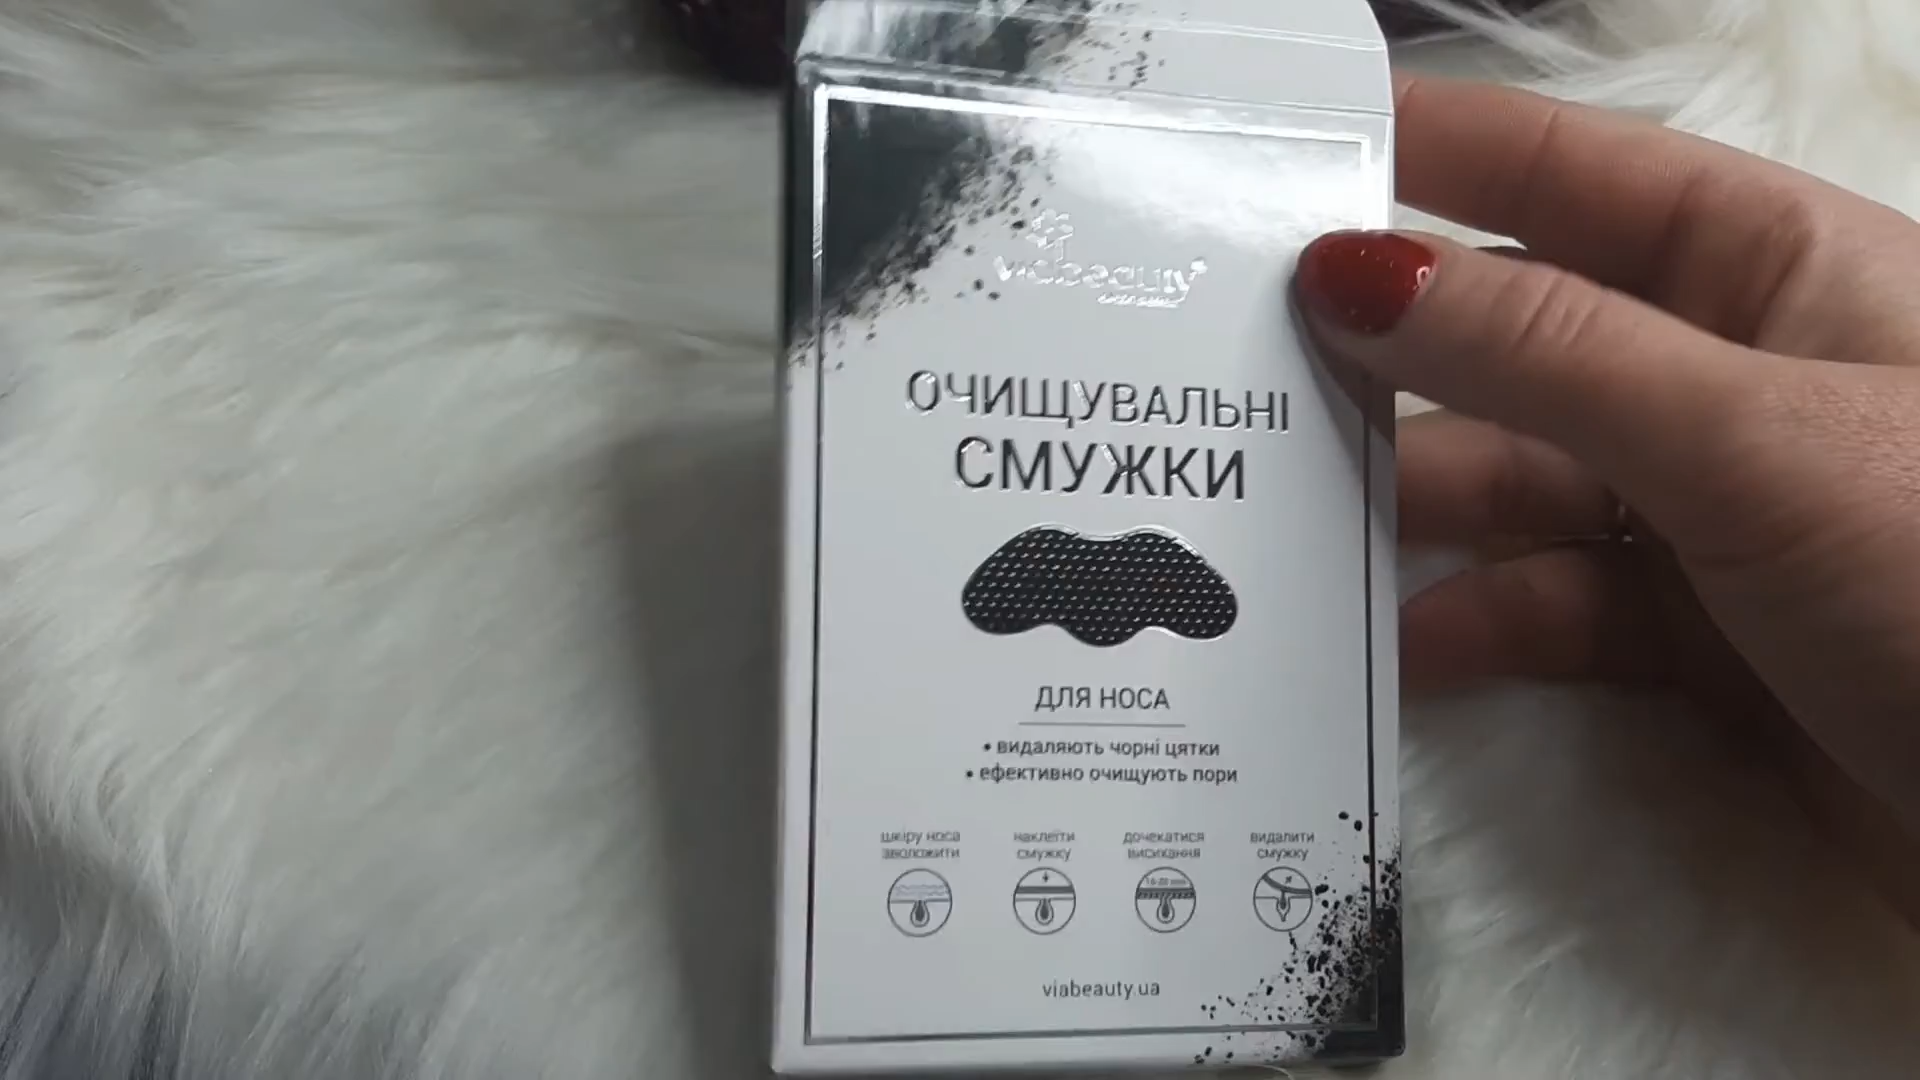 viabeauty
ОЧИЩУВАЛЬНІ
СМУЖКИ
ДЛЯ НОСА
• видаляють чорні цятки
• ефективно очищують пори
шкіру носа
зволожити
наклеїти
смужку
дочекатися
висихання
видалити
смужку
viabeauty.ua